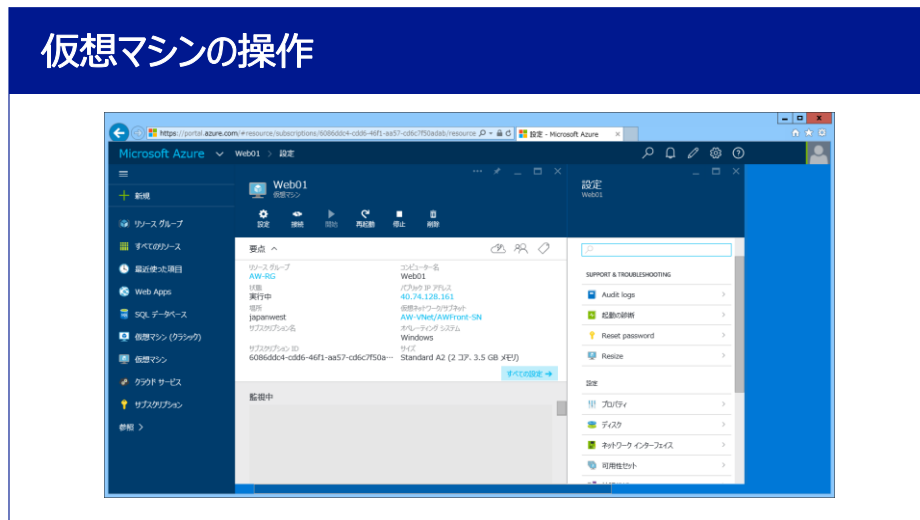 仮想マシンの操作
https://portal.azure.com/#resource/subscriptions/6086ddc4-cdd6-46f1-aa57-cd6c7f50adab/resource
設定 - Microsoft Azure
Microsoft Azure
Web01 > 設定
新規
リソース グループ
すべてのリソース
最近使った項目
Web Apps
SQL データベース
仮想マシン (クラシック)
仮想マシン
クラウド サービス
サブスクリプション
参照 >
Web01
仮想マシン
設定
接続
開始
再起動
停止
削除
要点
リソース グループ
AW-RG
状態
実行中
場所
japanwest
サブスクリプション名
サブスクリプション ID
6086ddc4-cdd6-46f1-aa57-cd6c7f50a…
コンピューター名
Web01
パブリック IP アドレス
40.74.128.161
仮想ネットワーク/サブネット
AW-VNet/AWFront-SN
オペレーティング システム
Windows
サイズ
Standard A2 (2 コア, 3.5 GB メモリ)
すべての設定 →
監視中
設定
Web01
SUPPORT & TROUBLESHOOTING
Audit logs
起動の診断
Reset password
Resize
設定
プロパティ
ディスク
ネットワーク インターフェイス
可用性セット